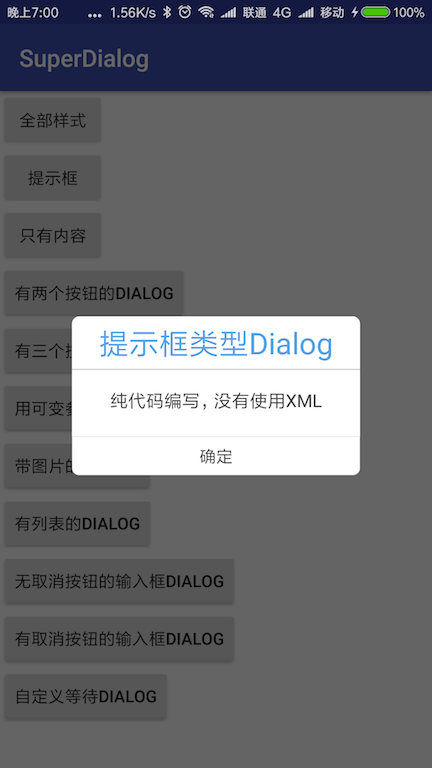 晚上7:00 ... 1.56K/s 联通 4G 移动 100%
SuperDialog
全部样式
提示框
只有内容
有两个按钮的DIALOG
有三个
提示框类型Dialog
用可变
纯代码编写，没有使用XML
带图片的
确定
有列表的DIALOG
无取消按钮的输入框DIALOG
有取消按钮的输入框DIALOG
自定义等待DIALOG